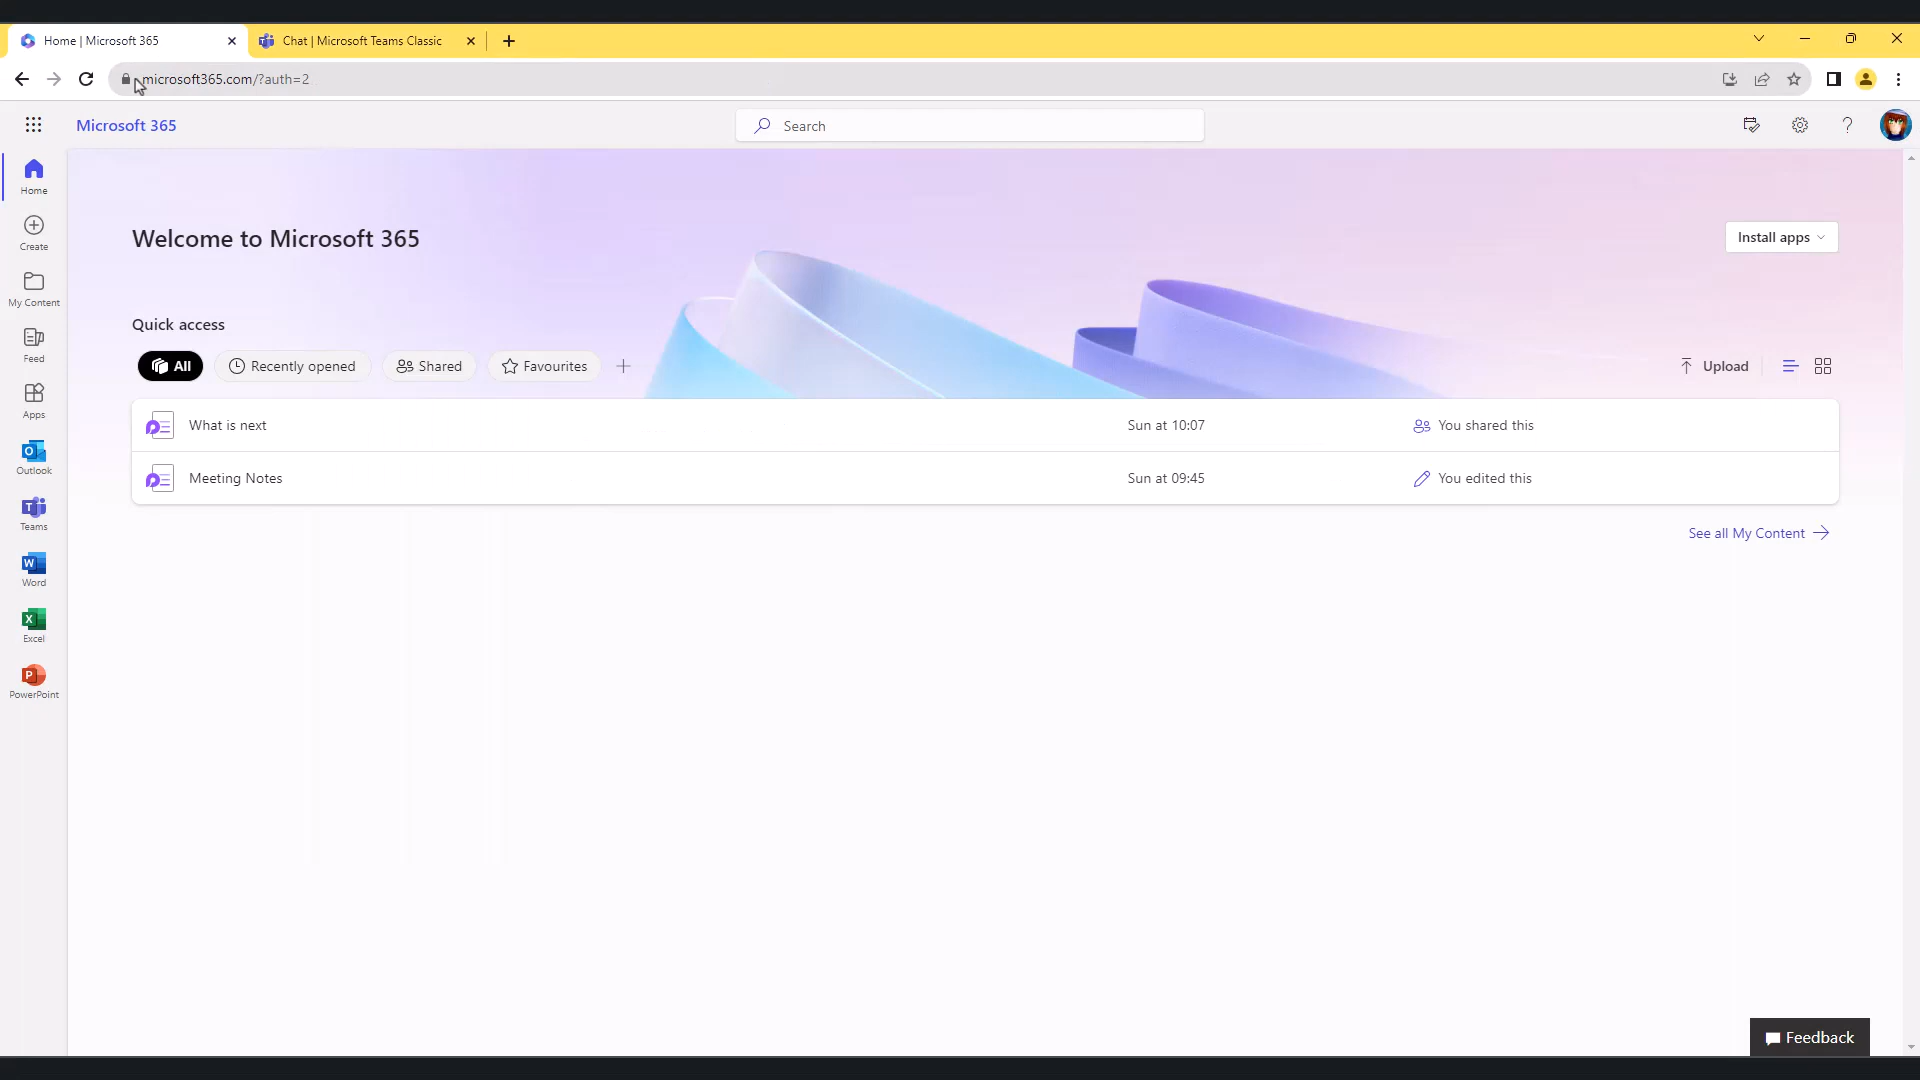 Home | Microsoft 365
Chat | Microsoft Teams Classic
microsoft365.com/?auth=2
Microsoft 365
Search
Home
Create
My Content
Feed
Apps
Outlook
Teams
Word
Excel
PowerPoint
Welcome to Microsoft 365
Install apps
Quick access
All
Recently opened
Shared
Favourites
Upload
What is next
Sun at 10:07
You shared this
Meeting Notes
Sun at 09:45
You edited this
See all My Content
Feedback